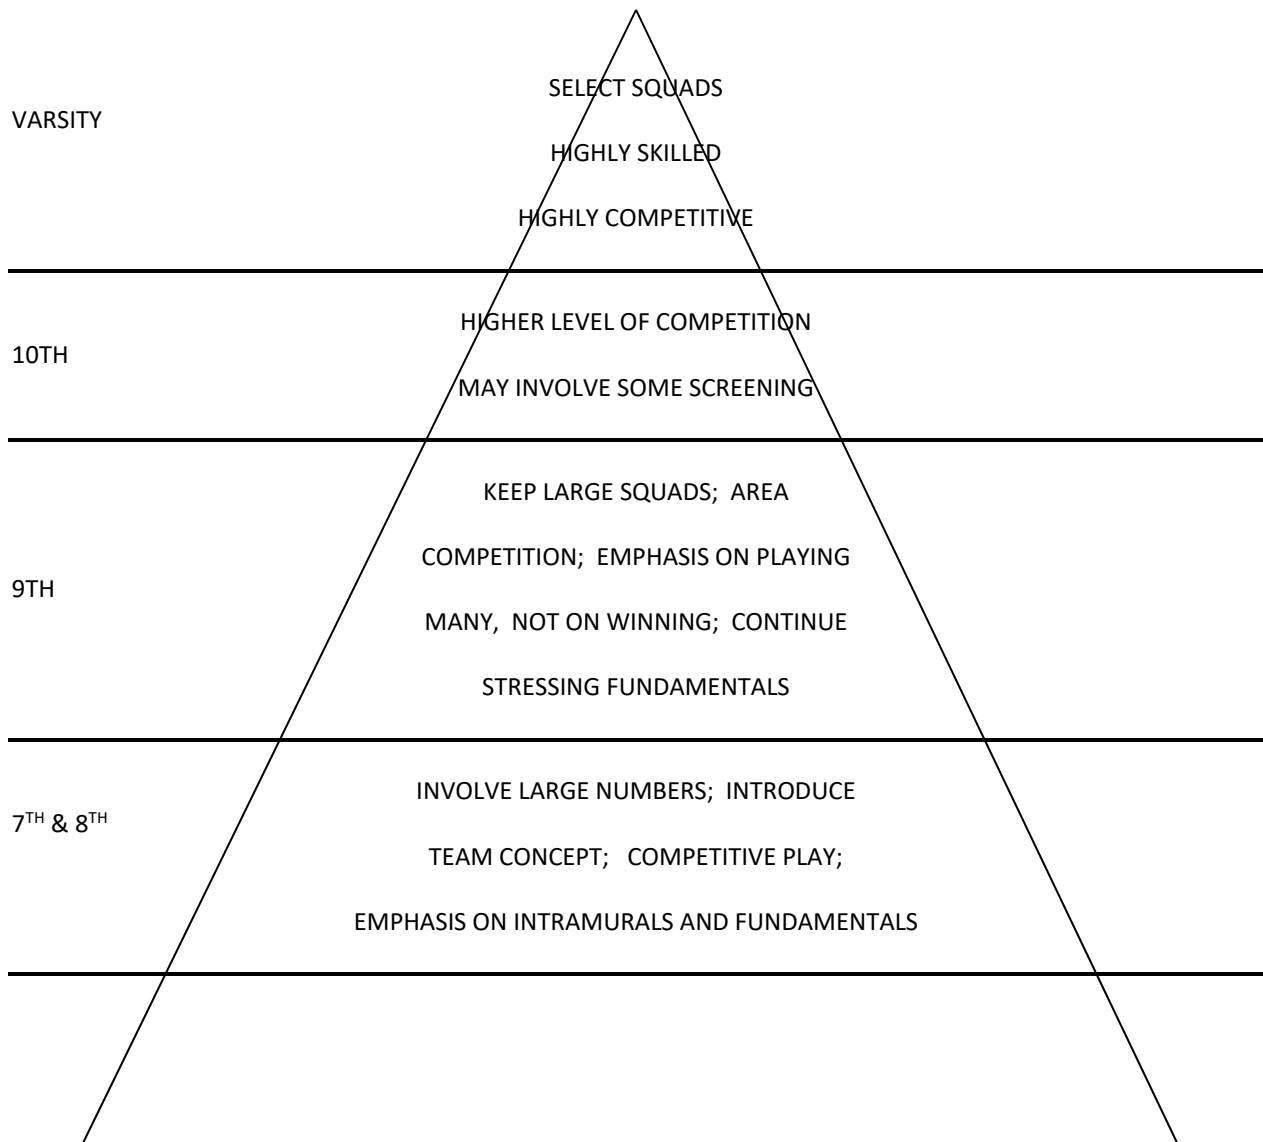 VARSITY
SELECT SQUADS
HIGHLY SKILLED
HIGHLY COMPETITIVE
10TH
HIGHER LEVEL OF COMPETITION
MAY INVOLVE SOME SCREENING
9TH
KEEP LARGE SQUADS;  AREA
COMPETITION;  EMPHASIS ON PLAYING
MANY,  NOT ON WINNING;  CONTINUE
STRESSING FUNDAMENTALS
7TH & 8TH
INVOLVE LARGE NUMBERS;  INTRODUCE
TEAM CONCEPT;   COMPETITIVE PLAY;
EMPHASIS ON INTRAMURALS AND FUNDAMENTALS